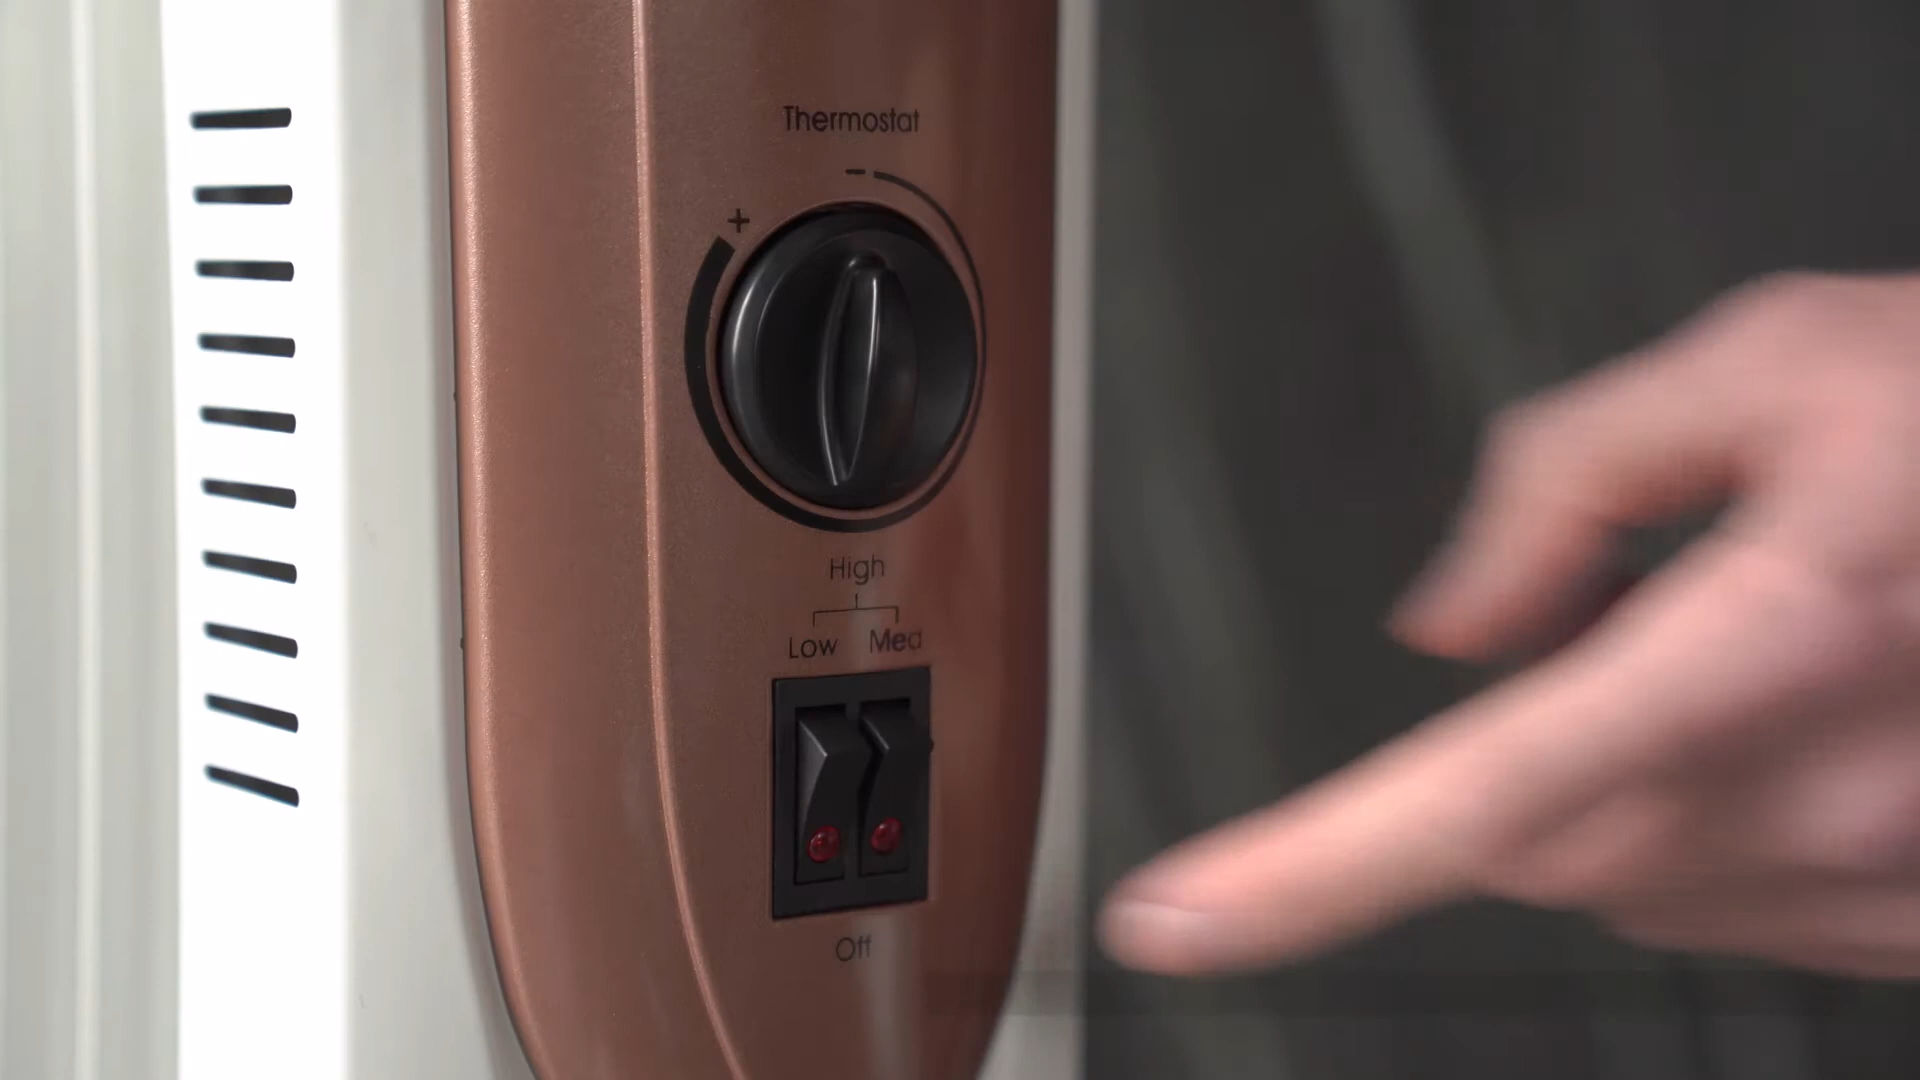 Thermostat
− 
+
High
Low Med
Off